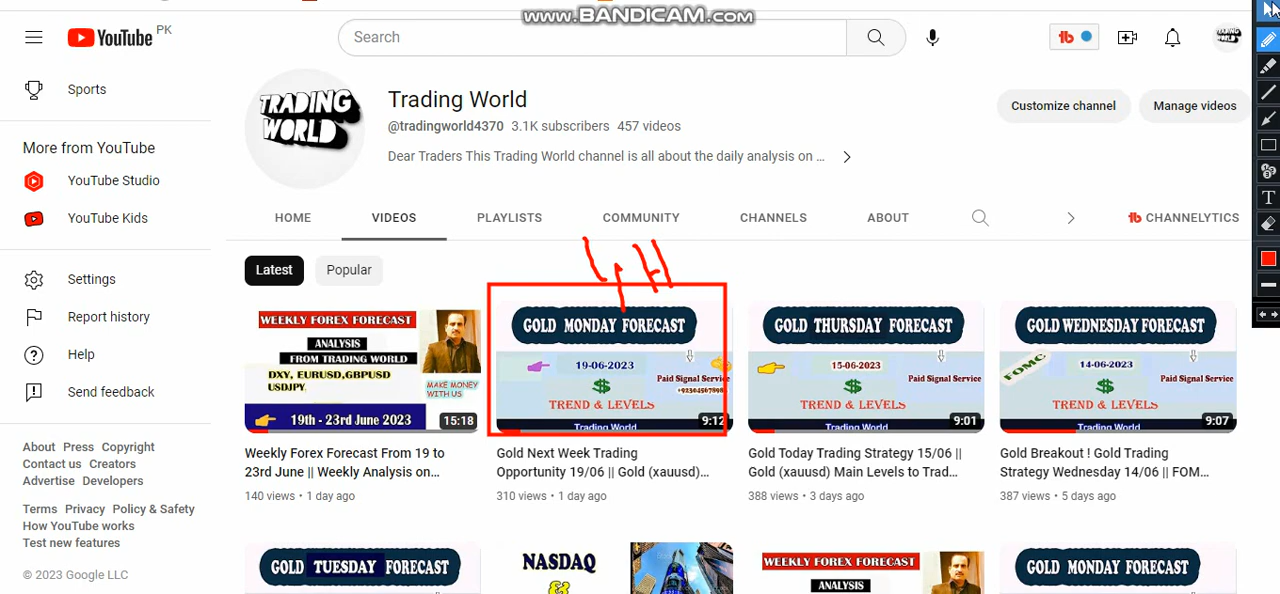 www.BANDICAM.com
YouTube PK
Search
Sports
More from YouTube
YouTube Studio
YouTube Kids
Settings
Report history
Help
Send feedback
About Press Copyright
Contact us Creators
Advertise Developers
Terms Privacy Policy & Safety
How YouTube works
Test new features
© 2023 Google LLC
TRADING
WORLD
Trading World
@tradingworld4370 3.1K subscribers 457 videos
Dear Traders This Trading World channel is all about the daily analysis on ...
Customize channel
Manage videos
HOME VIDEOS PLAYLISTS COMMUNITY CHANNELS ABOUT CHANNELYTICS
4H
Latest Popular
WEEKLY FOREX FORECAST
ANALYSIS
FROM TRADING WORLD
DXY, EURUSD,GBPUSD
USDJPY
MAKE MONEY
WITH US
19th - 23rd June 2023
15:18
Weekly Forex Forecast From 19 to
23rd June || Weekly Analysis on...
140 views • 1 day ago
GOLD MONDAY FORECAST
19-06-2023
$
Paid Signal Service
+923045678989
TREND & LEVELS
Trading World
9:12
Gold Next Week Trading
Opportunity 19/06 || Gold (xauusd)...
310 views • 1 day ago
GOLD THURSDAY FORECAST
15-06-2023
$
Paid Signal Service
TREND & LEVELS
Trading World
9:01
Gold Today Trading Strategy 15/06 ||
Gold (xauusd) Main Levels to Trad...
388 views • 3 days ago
GOLD WEDNESDAY FORECAST
FOMC
14-06-2023
$
Paid Signal Service
TREND & LEVELS
Trading World
9:07
Gold Breakout ! Gold Trading
Strategy Wednesday 14/06 || FOM...
387 views • 5 days ago
GOLD TUESDAY FORECAST
NASDAQ
&
WEEKLY FOREX FORECAST
ANALYSIS
GOLD MONDAY FORECAST